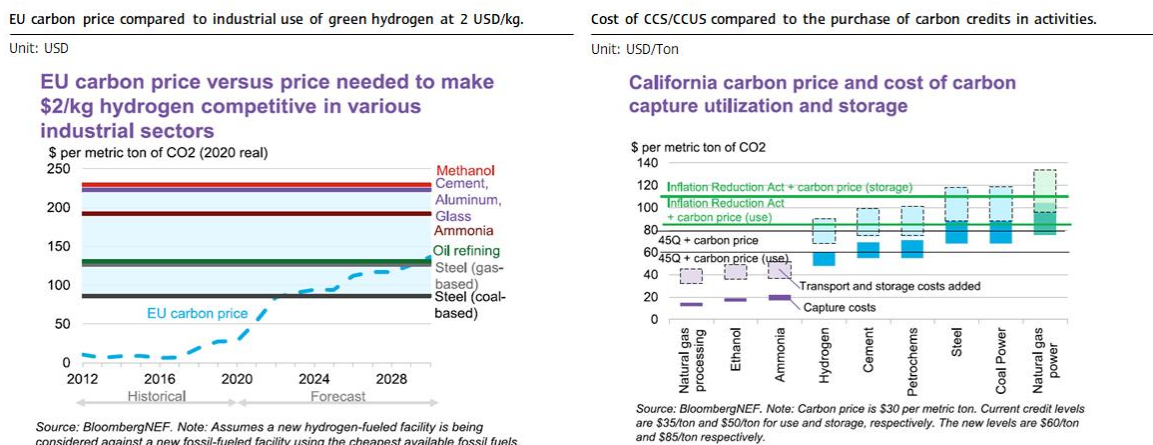 EU carbon price compared to industrial use of green hydrogen at 2 USD/kg.
Unit: USD
EU carbon price versus price needed to make
$2/kg hydrogen competitive in various
industrial sectors
$ per metric ton of CO2 (2020 real)
250
200
150
100
50
0
Methanol
Cement,
Aluminum,
Glass
Ammonia
Oil refining
Steel (gas-
based)
Steel (coal-
based)
EU carbon price
2012
2016
2020
2024
2028
Historical
Forecast
Source: BloombergNEF. Note: Assumes a new hydrogen-fueled facility is being
considered against a new fossil-fueled facility using the cheapest available fossil fuels.
Cost of CCS/CCUS compared to the purchase of carbon credits in activities.
Unit: USD/Ton
California carbon price and cost of carbon
capture utilization and storage
$ per metric ton of CO2
140
120
100
80
60
40
20
0
Inflation Reduction Act + carbon price (storage)
Inflation Reduction Act
+ carbon price (use)
45Q + carbon price
45Q + carbon price (use)
Transport and storage costs added
Capture costs
Natural gas
processing
Ethanol
Ammonia
Hydrogen
Cement
Petrochems
Steel
Coal Power
Natural gas
power
Source: BloombergNEF. Note: Carbon price is $30 per metric ton. Current credit levels
are $35/ton and $50/ton for use and storage, respectively. The new levels are $60/ton
and $85/ton respectively.